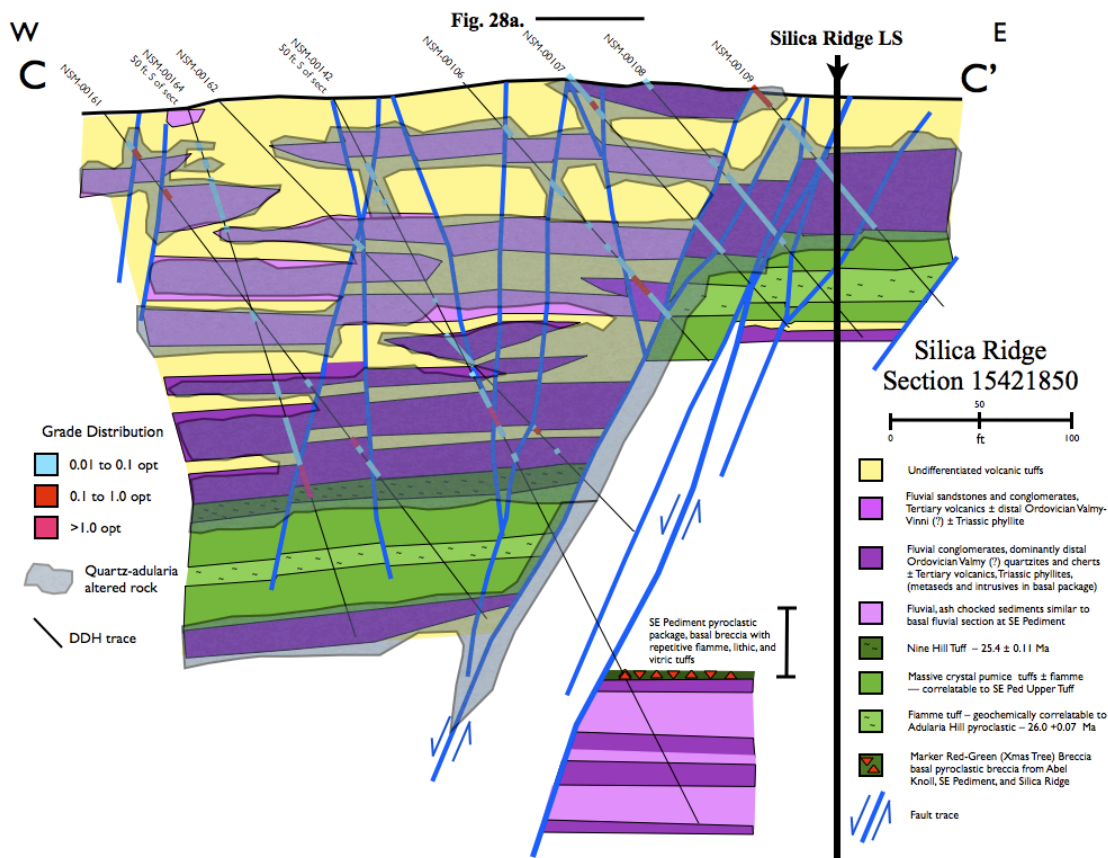 Fig. 28a.
W
E
C
C'
NSM-00161
NSM-00164
50 ft. S of sect
NSM-00162
NSM-00142
50 ft. S of sect
NSM-00106
NSM-00107
NSM-00108
NSM-00109
Silica Ridge LS
Silica Ridge
Section 15421850
50
0
ft
100
Grade Distribution
0.01 to 0.1 opt
0.1 to 1.0 opt
>1.0 opt
Quartz-adularia
altered rock
DDH trace
SE Pediment pyroclastic
package, basal breccia with
repetitive fiamme, lithic, and
vitric tuffs
Undifferentiated volcanic tuffs
Fluvial sandstones and conglomerates,
Tertiary volcanics ± distal Ordovician Valmy-
Vinni (?) ± Triassic phyllite
Fluvial conglomerates, dominantly distal
Ordovician Valmy (?) quartzites and cherts
± Tertiary volcanics, Triassic phyllites,
(metaseds and intrusives in basal package)
Fluvial, ash chocked sediments similar to
basal fluvial section at SE Pediment
Nine Hill Tuff – 25.4 ± 0.11 Ma
Massive crystal pumice tuffs ± fiamme
— correlatable to SE Ped Upper Tuff
Fiamme tuff – geochemically correlatable to
Adularia Hill pyroclastic – 26.0 +0.07 Ma
Marker Red-Green (Xmas Tree) Breccia
basal pyroclastic breccia from Abel
Knoll, SE Pediment, and Silica Ridge
Fault trace